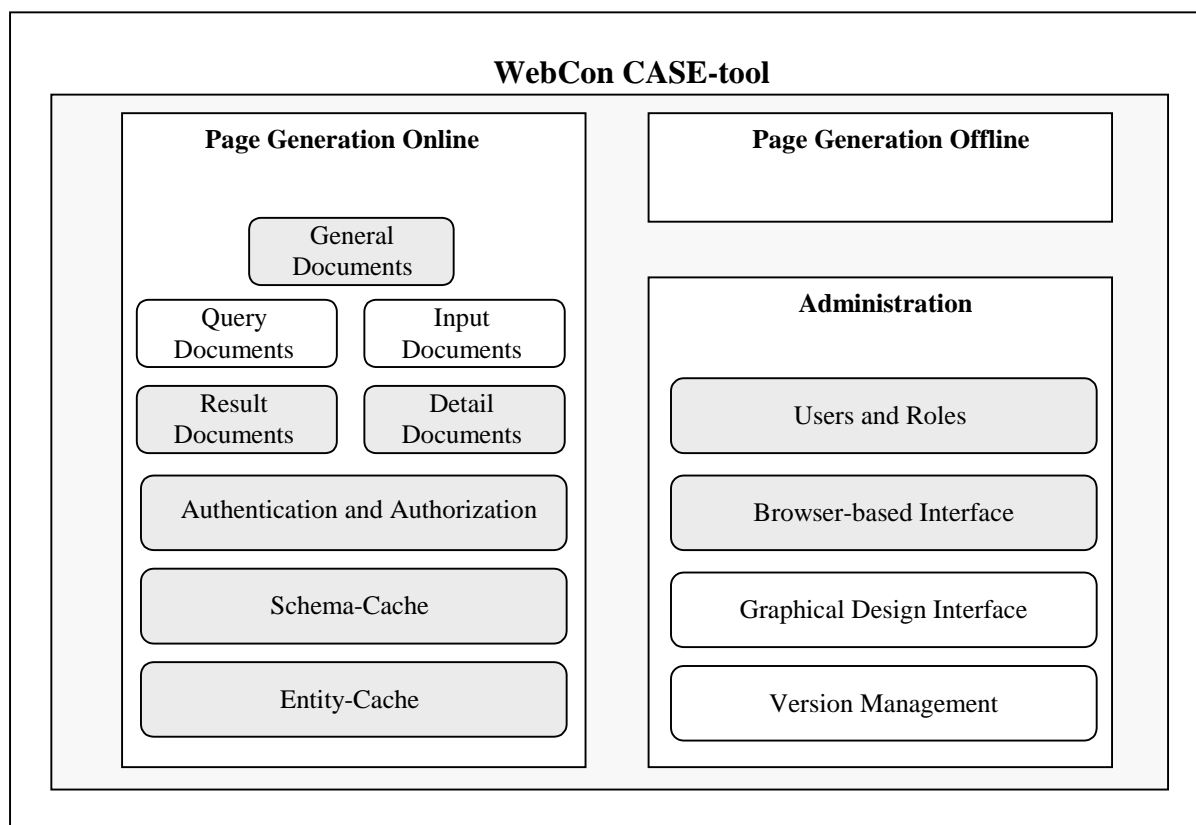 WebCon CASE-tool
Page Generation Online
General
Documents
Query
Documents
Input
Documents
Result
Documents
Detail
Documents
Authentication and Authorization
Schema-Cache
Entity-Cache
Page Generation Offline
Administration
Users and Roles
Browser-based Interface
Graphical Design Interface
Version Management